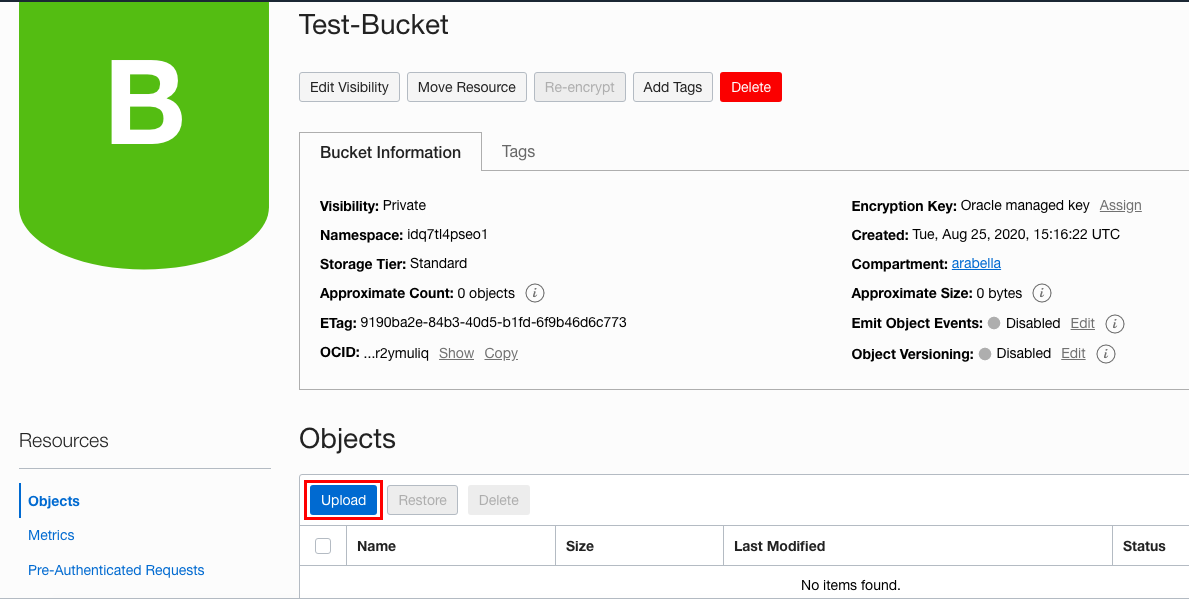 B
Test-Bucket
Edit Visibility Move Resource Re-encrypt Add Tags Delete
Bucket Information Tags
Visibility: Private
Namespace: idq7tl4pseo1
Storage Tier: Standard
Approximate Count: 0 objects i
ETag: 9190ba2e-84b3-40d5-b1fd-6f9b46d6c773
OCID: ...r2ymuliq Show Copy
Encryption Key: Oracle managed key Assign
Created: Tue, Aug 25, 2020, 15:16:22 UTC
Compartment: arabella
Approximate Size: 0 bytes i
Emit Object Events: Disabled Edit i
Object Versioning: Disabled Edit i
Resources
Objects
Metrics
Pre-Authenticated Requests
Objects
Upload Restore Delete
Name Size Last Modified Status
No items found.